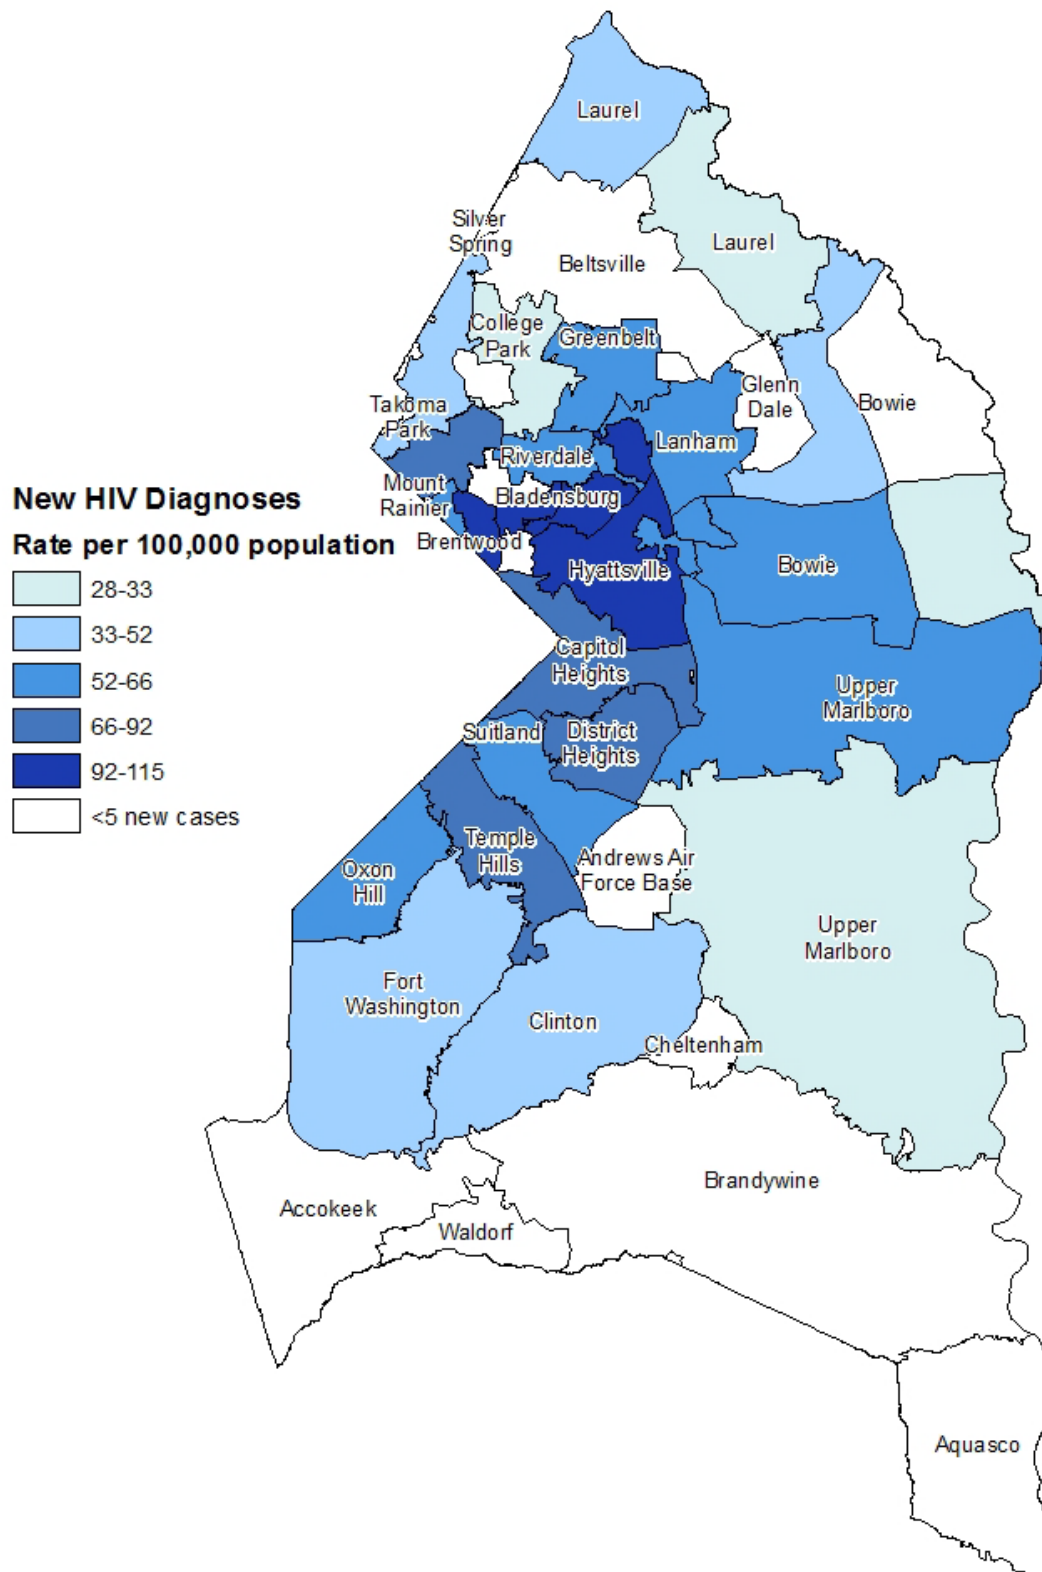 Laurel
Silver
Spring
Laurel
Beltsville
College
Park
Greenbelt
Glenn
Dale
Bowie
Takoma
Park
Lanham
Riverdale
Mount
Rainier
Bladensburg
Brentwood
Hyattsville
Bowie
New HIV Diagnoses
Rate per 100,000 population
28-33
33-52
52-66
66-92
92-115
<5 new cases
Capitol
Heights
Upper
Marlboro
Suitland
District
Heights
Temple
Hills
Andrews Air
Force Base
Oxon
Hill
Upper
Marlboro
Fort
Washington
Clinton
Cheltenham
Brandywine
Accokeek
Waldorf
Aquasco